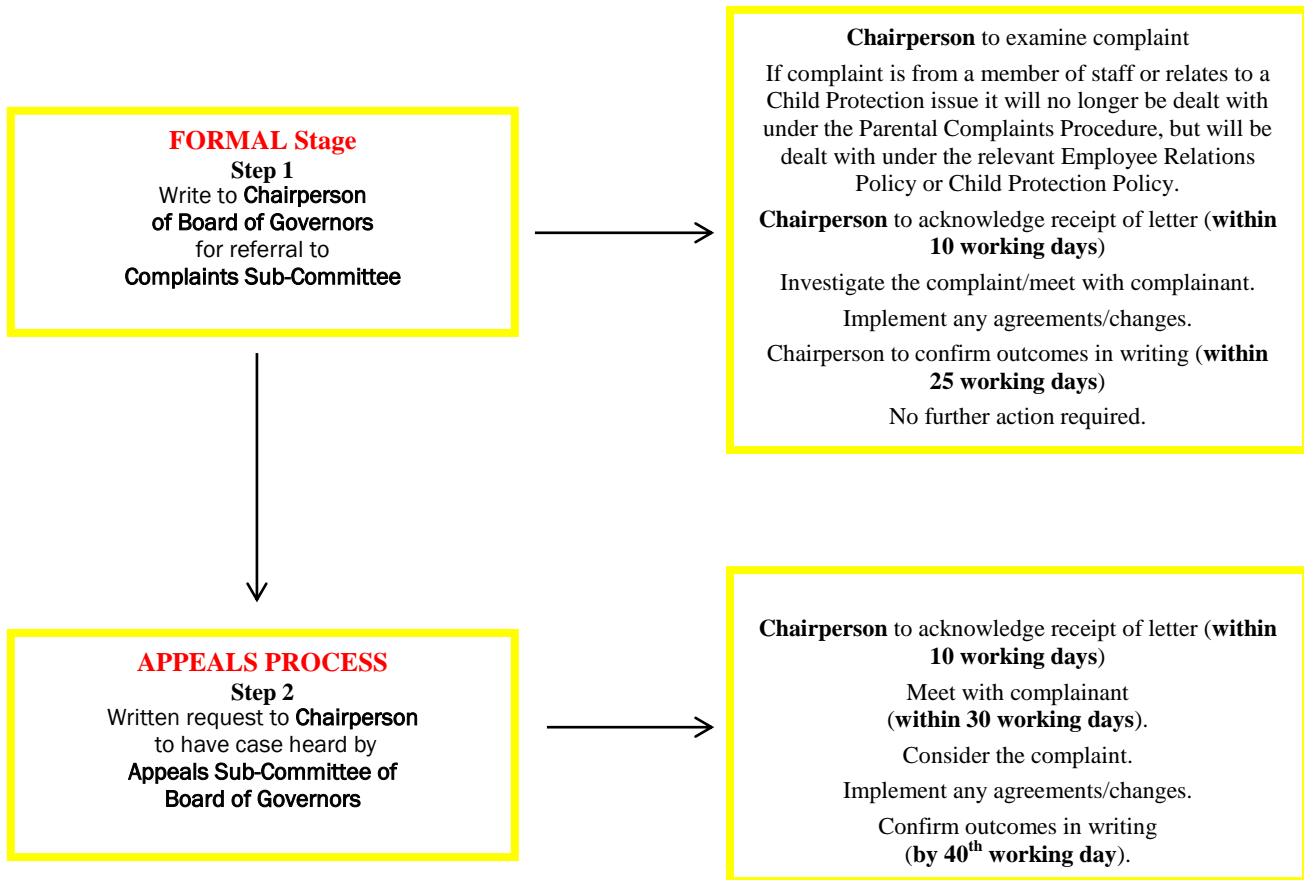 FORMAL Stage
Step 1
Write to Chairperson
of Board of Governors
for referral to
Complaints Sub-Committee
Chairperson to examine complaint
If complaint is from a member of staff or relates to a
Child Protection issue it will no longer be dealt with
under the Parental Complaints Procedure, but will be
dealt with under the relevant Employee Relations
Policy or Child Protection Policy.
Chairperson to acknowledge receipt of letter (within
10 working days)
Investigate the complaint/meet with complainant.
Implement any agreements/changes.
Chairperson to confirm outcomes in writing (within
25 working days)
No further action required.
APPEALS PROCESS
Step 2
Written request to Chairperson
to have case heard by
Appeals Sub-Committee of
Board of Governors
Chairperson to acknowledge receipt of letter (within
10 working days)
Meet with complainant
(within 30 working days).
Consider the complaint.
Implement any agreements/changes.
Confirm outcomes in writing
(by 40th working day).